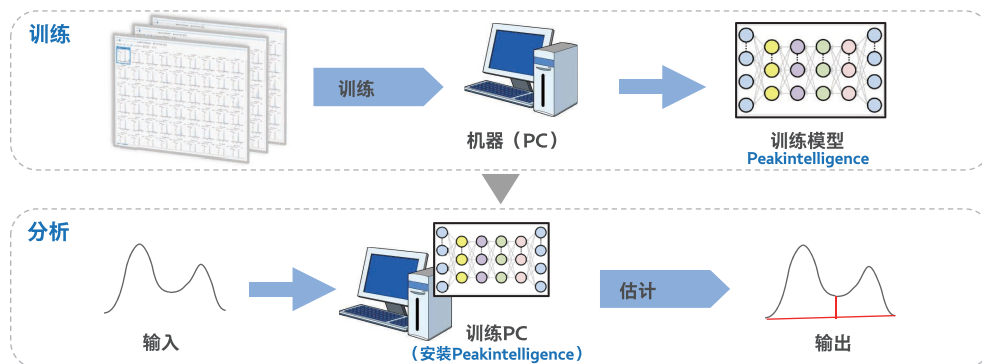 训练
训练
机器（PC）
训练模型
Peakintelligence
分析
输入
训练PC
（安装Peakintelligence）
估计
输出